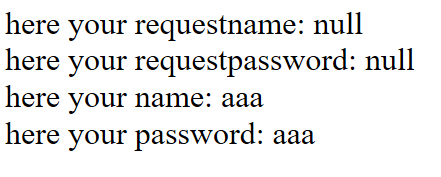 here your requestname: null
here your requestpassword: null
here your name: aaa
here your password: aaa